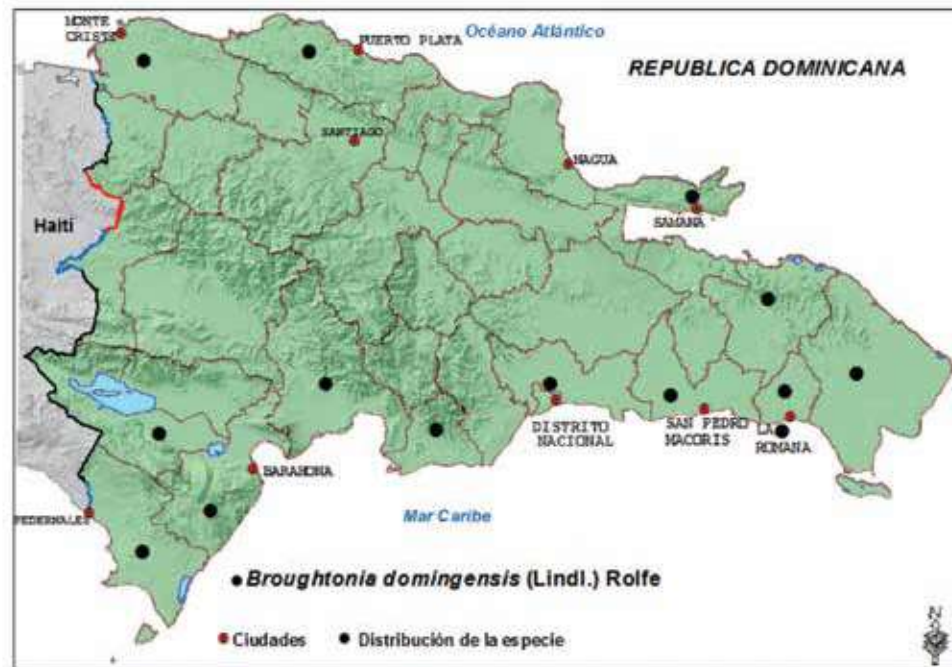 MONTE
CRISTI
PUERTO PLATA
Océano Atlántico
REPUBLICA DOMINICANA
SANTIAGO
NAGUA
SAMANA
Haití
DISTRITO
NACIONAL
SAN PEDRO
MACORIS
LA
ROMANA
BARAHONA
PEDERNALES
Mar Caribe
Broughtonia domingensis (Lindl.) Rolfe
Ciudades
Distribución de la especie